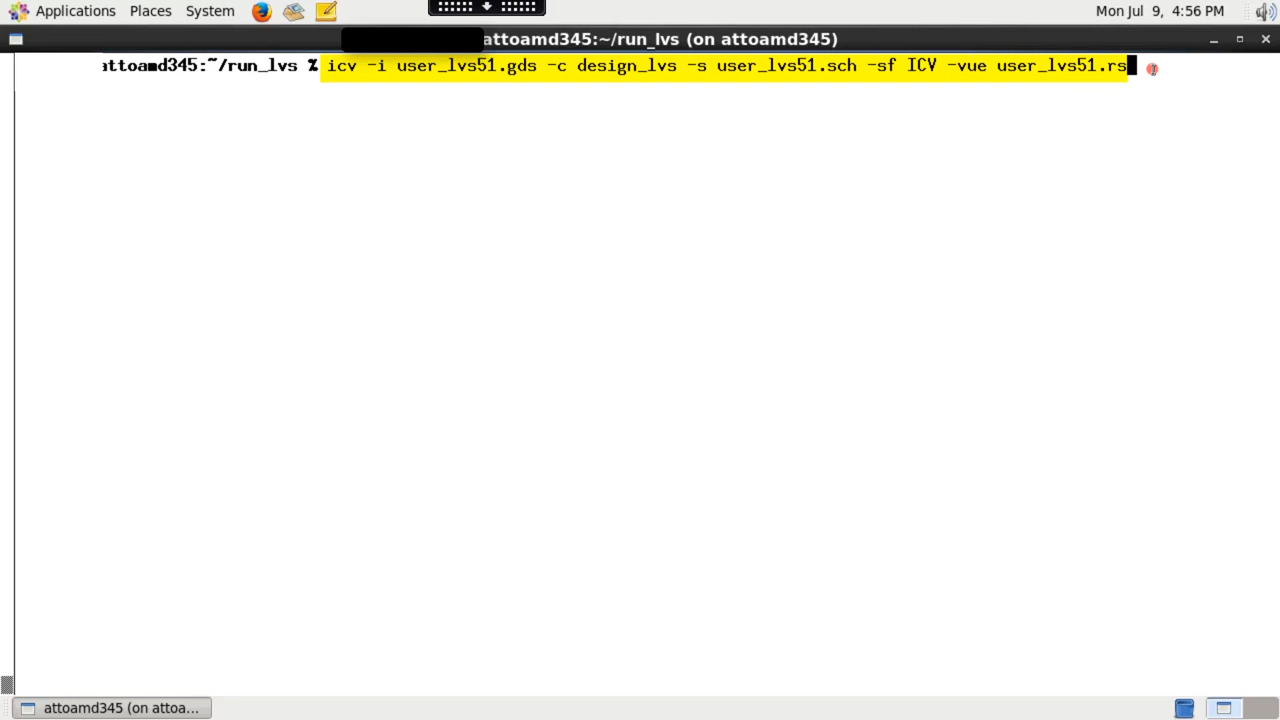 Applications Places System Mon Jul 9, 4:56 PM
attoamd345:~/run_lvs (on attoamd345)
attoamd345:~/run_lvs % icv -i user_lvs51.gds -c design_lvs -s user_lvs51.sch -sf ICV -vue user_lvs51.rs
attoamd345 (on attoa...